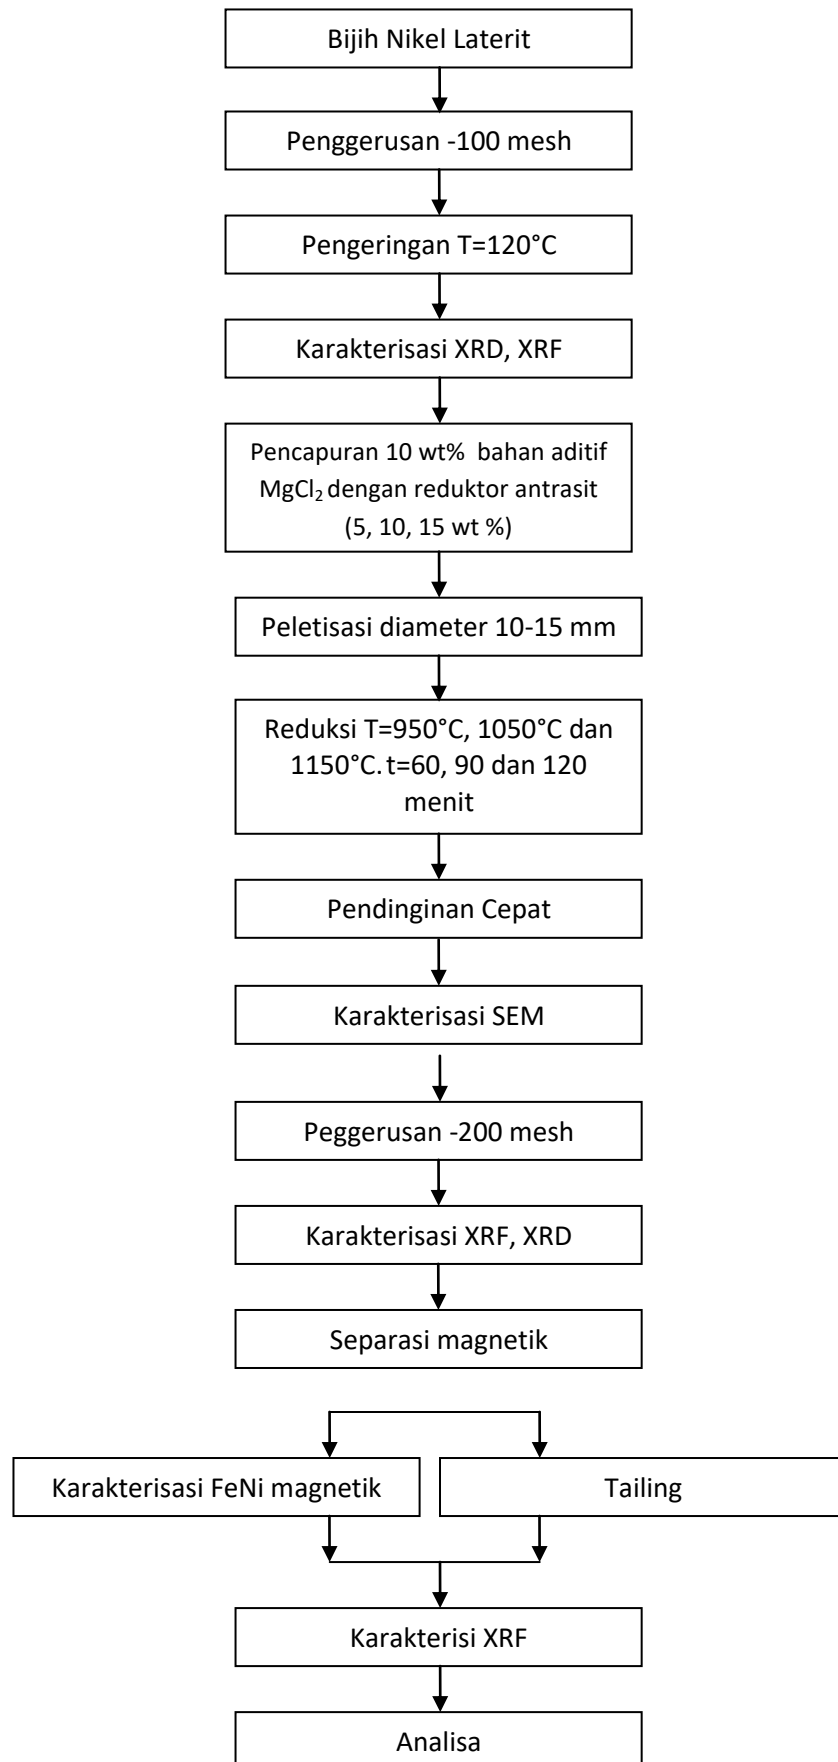 Bijih Nikel Laterit
Penggerusan -100 mesh
Pengeringan T=120°C
Karakterisasi XRD, XRF
Pencapuran 10 wt% bahan aditif
MgCl₂ dengan reduktor antrasit
(5, 10, 15 wt %)
Peletisasi diameter 10-15 mm
Reduksi T=950°C, 1050°C dan
1150°C. t=60, 90 dan 120
menit
Pendinginan Cepat
Karakterisasi SEM
Peggerusan -200 mesh
Karakterisasi XRF, XRD
Separasi magnetik
Karakterisasi FeNi magnetik
Tailing
Karakterisi XRF
Analisa